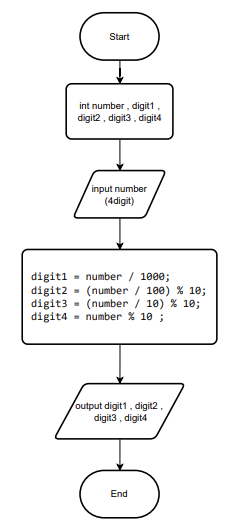 Start
int number , digit1 ,
digit2 , digit3 , digit4
input number
(4digit)
digit1 = number / 1000;
digit2 = (number / 100) % 10;
digit3 = (number / 10) % 10;
digit4 = number % 10 ;
output digit1 , digit2 ,
digit3 , digit4
End